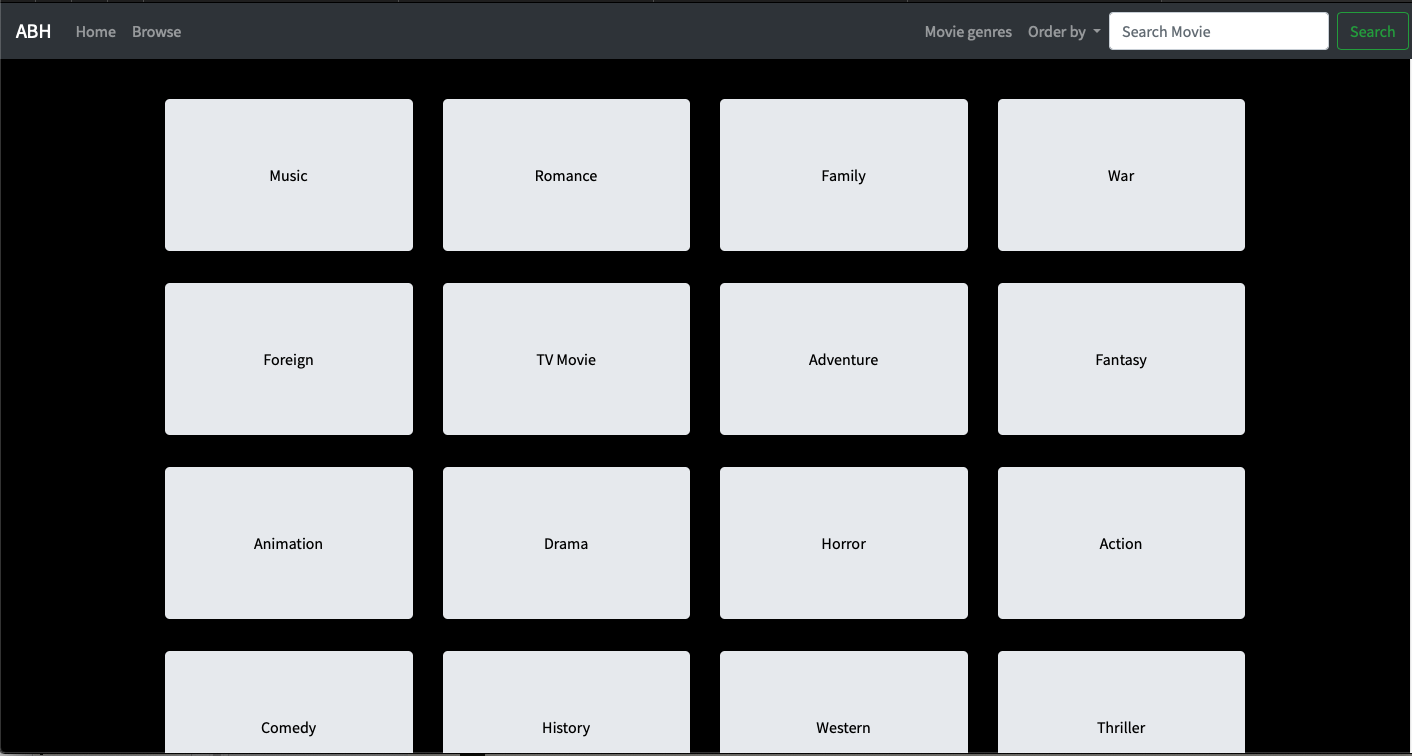 ABH Home Browse Movie genres Order by Search Movie Search
Music Romance Family War
Foreign TV Movie Adventure Fantasy
Animation Drama Horror Action
Comedy History Western Thriller